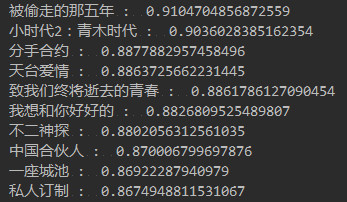 被偷走的那五年 : 0.9104704856872559
小时代2：青木时代 : 0.9036028385162354
分手合约 : 0.8877882957458496
天台爱情 : 0.8863725662231445
致我们终将逝去的青春 : 0.8861786127090454
我想和你好好的 : 0.8826809525489807
不二神探 : 0.8802056312561035
中国合伙人 : 0.870006799697876
一座城池 : 0.86922287940979
私人订制 : 0.8674948811531067